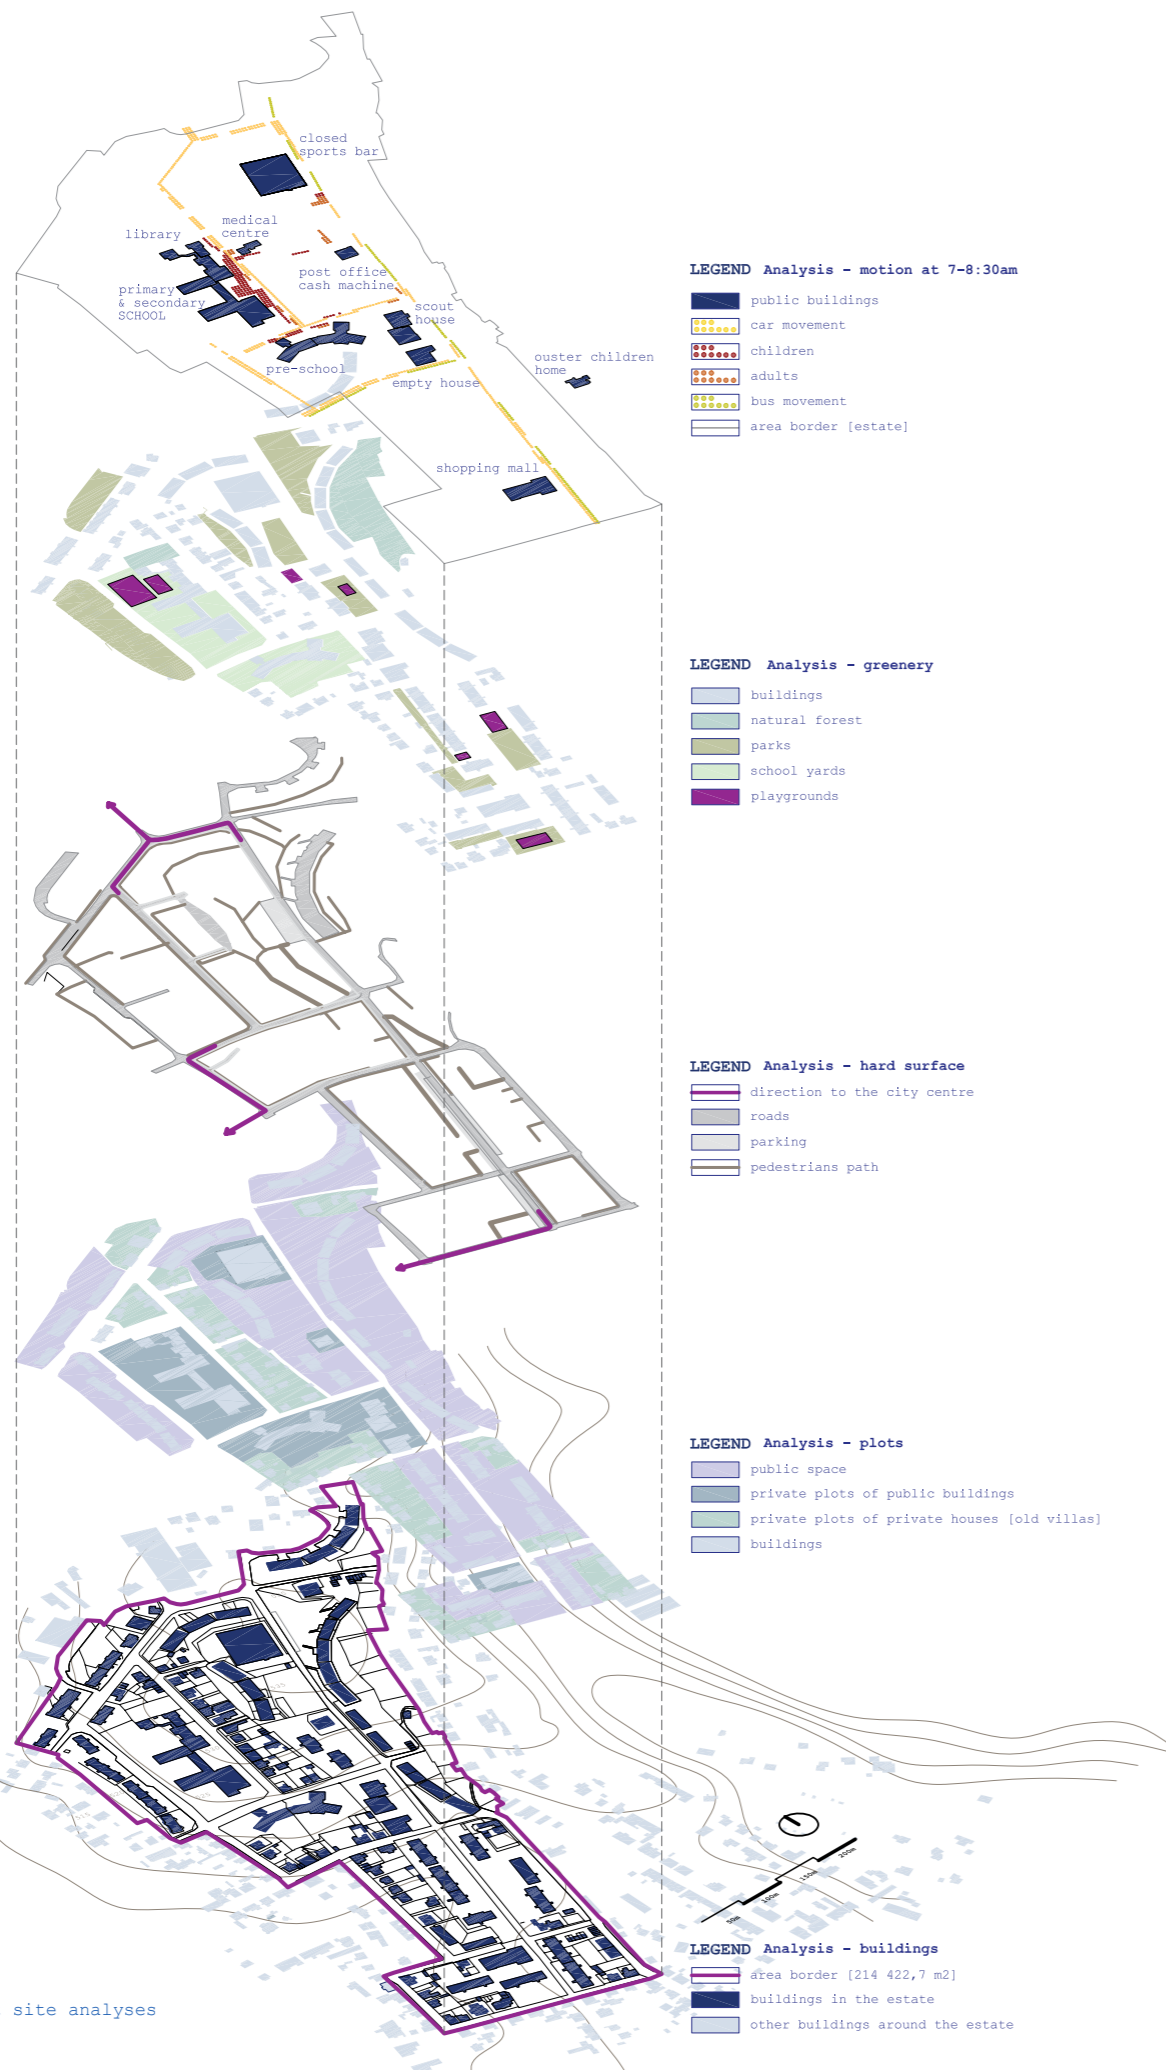 closed
sports bar
medical
centre
library
post office
cash machine
primary
& secondary
SCHOOL
scout
house
pre-school
empty house
ouster children
home
shopping mall
LEGEND Analysis - motion at 7-8:30am
public buildings
car movement
children
adults
bus movement
area border [estate]
LEGEND Analysis - greenery
buildings
natural forest
parks
school yards
playgrounds
LEGEND Analysis - hard surface
direction to the city centre
roads
parking
pedestrians path
LEGEND Analysis - plots
public space
private plots of public buildings
private plots of private houses [old villas]
buildings
50m
100m
150m
200m
LEGEND Analysis - buildings
area border [214 422,7 m2]
buildings in the estate
other buildings around the estate
site analyses